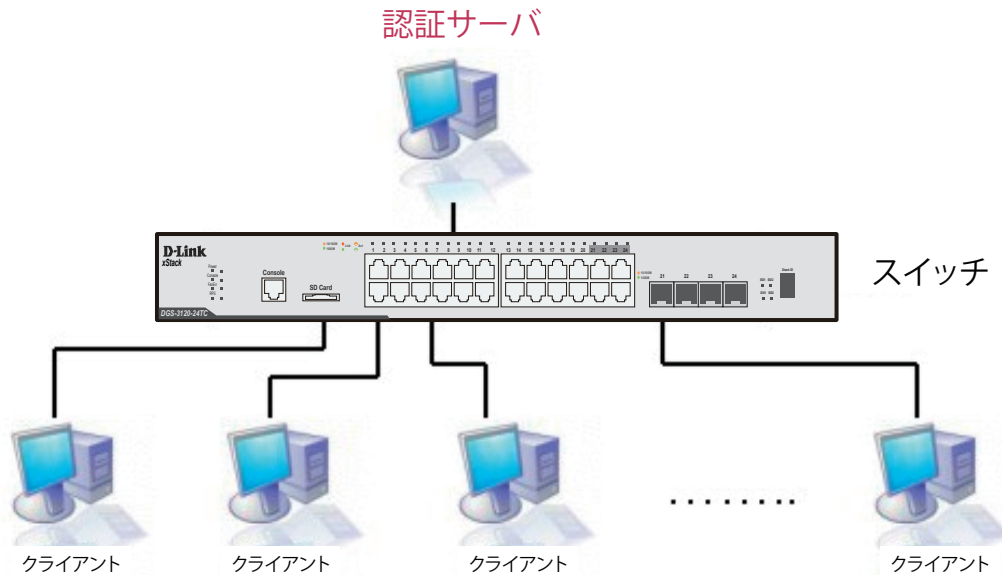 認証サーバ
D-Link
xStack
Power
Console
Console
SD Card
1 2 3 4 5 6 7 8 9 10 11 12 13 14 15 16 17 18 19 20 21 22 23 24
21 22 23 24
DGS-3120-24TC
スイッチ
クライアント
クライアント
クライアント
........
クライアント